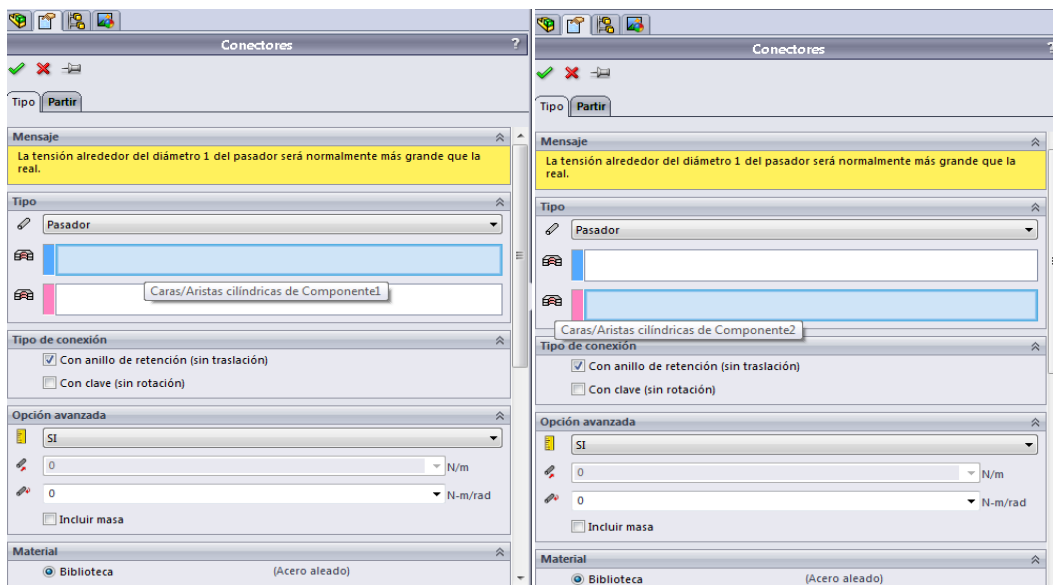 Conectores
?
Tipo
Partir
Mensaje
La tensión alrededor del diámetro 1 del pasador será normalmente más grande que la
real.
Tipo
Pasador
Caras/Aristas cilíndricas de Componente1
Tipo de conexión
Con anillo de retención (sin traslación)
Con clave (sin rotación)
Opción avanzada
SI
0
N/m
0
N-m/rad
Incluir masa
Material
Biblioteca
(Acero aleado)
Conectores
?
Tipo
Partir
Mensaje
La tensión alrededor del diámetro 1 del pasador será normalmente más grande que la
real.
Tipo
Pasador
Caras/Aristas cilíndricas de Componente2
Tipo de conexión
Con anillo de retención (sin traslación)
Con clave (sin rotación)
Opción avanzada
SI
0
N/m
0
N-m/rad
Incluir masa
Material
Biblioteca
(Acero aleado)